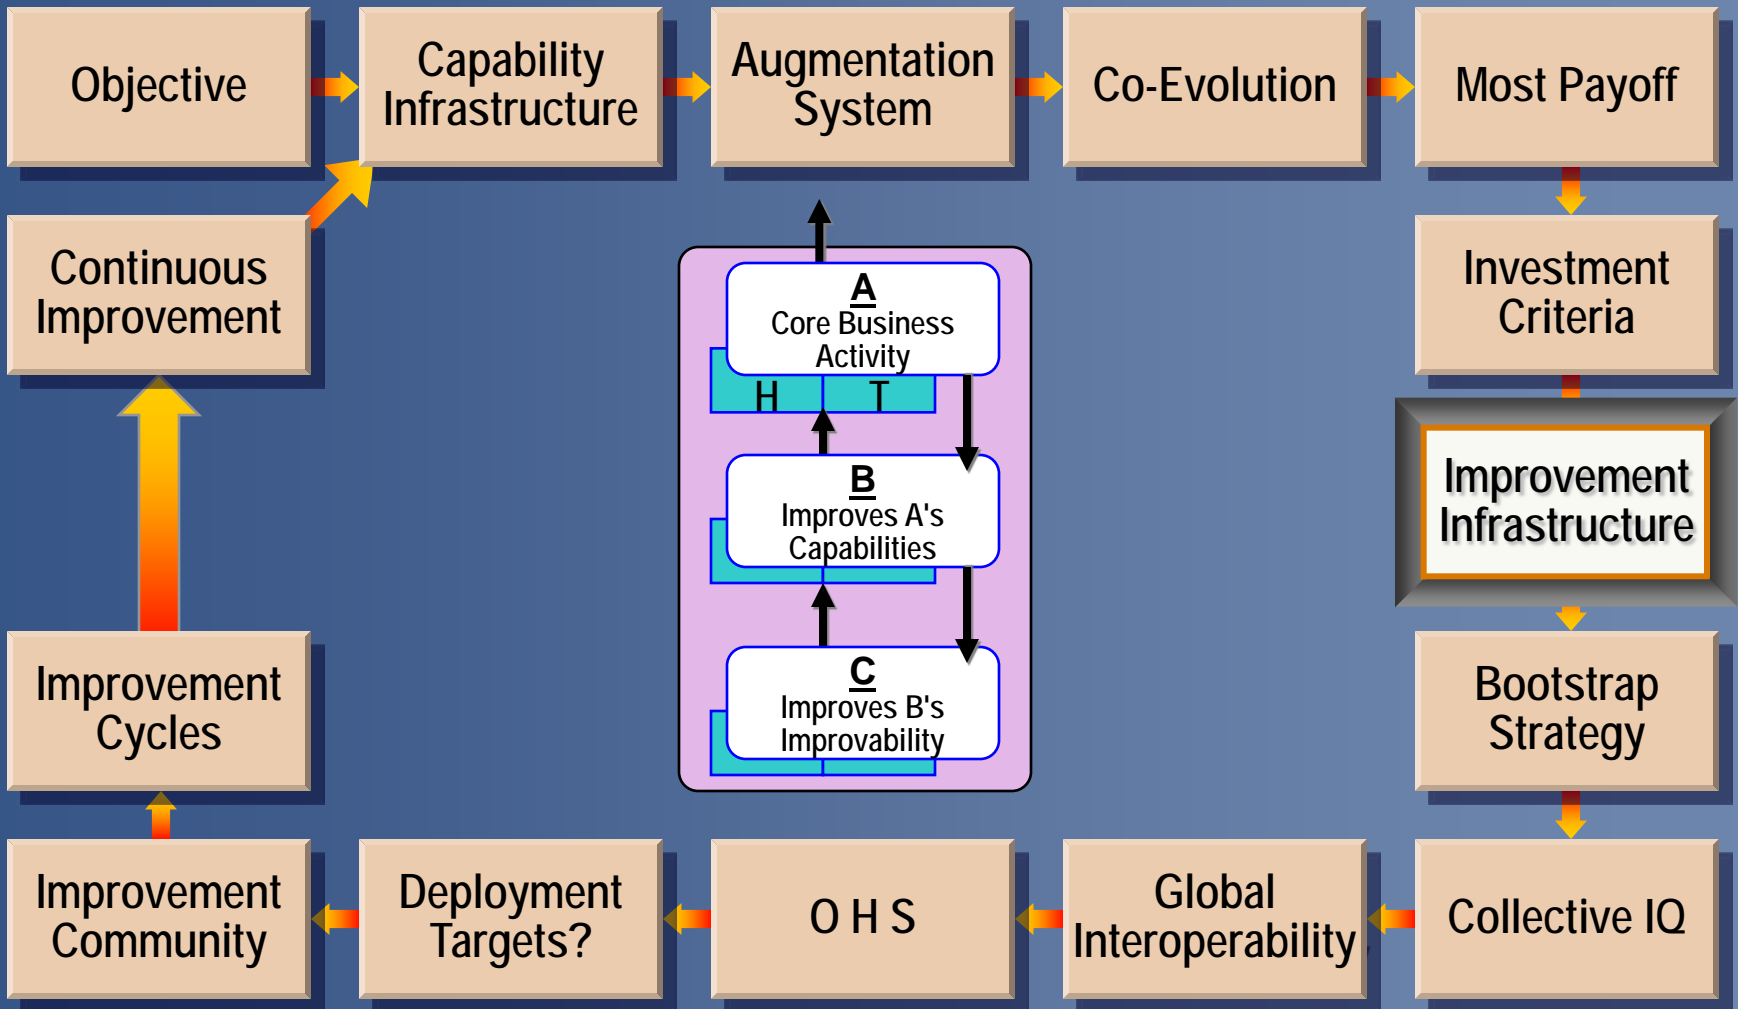 Objective
Capability
Infrastructure
Augmentation
System
Co-Evolution
Most Payoff
Continuous
Improvement
A
Core Business
Activity
H T
B
Improves A's
Capabilities
C
Improves B's
Improvability
Investment
Criteria
Improvement
Infrastructure
Bootstrap
Strategy
Improvement
Cycles
Improvement
Community
Deployment
Targets?
O H S
Global
Interoperability
Collective IQ